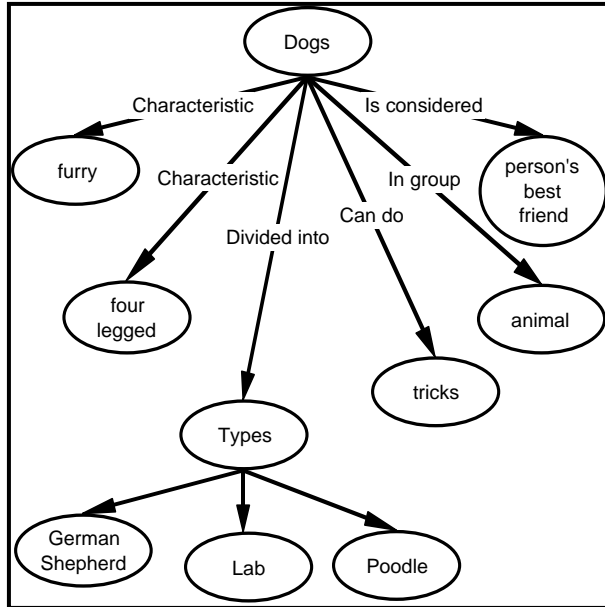 Dogs
Characteristic
Is considered
furry
Characteristic
In group
person's
best
friend
Can do
Divided into
four
legged
animal
tricks
Types
German
Shepherd
Lab
Poodle